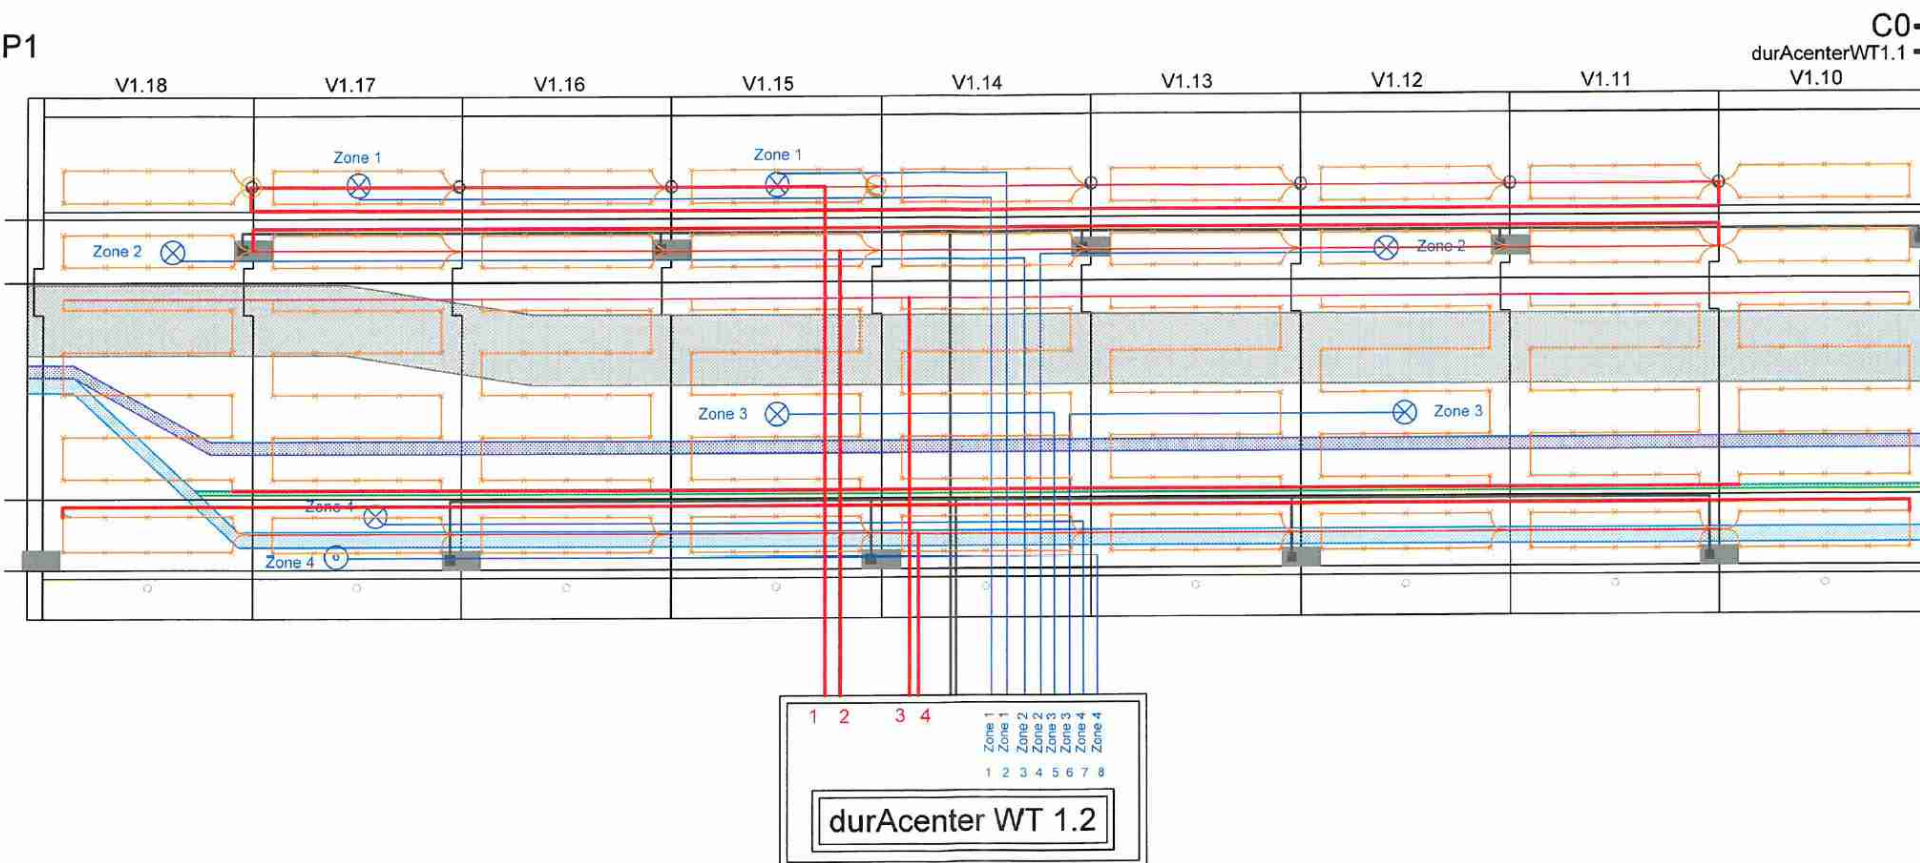 C0-
P1
durAcenterWT1.1 -
V1.18 V1.17 V1.16 V1.15 V1.14 V1.13 V1.12 V1.11 V1.10
Zone 1 Zone 1
Zone 2 Zone 2
Zone 3 Zone 3
Zone 4
Zone 4
1 2 3 4
Zone 1 Zone 1 Zone 2 Zone 2 Zone 3 Zone 3 Zone 4 Zone 4
1 2 3 4 5 6 7 8
durAcenter WT 1.2